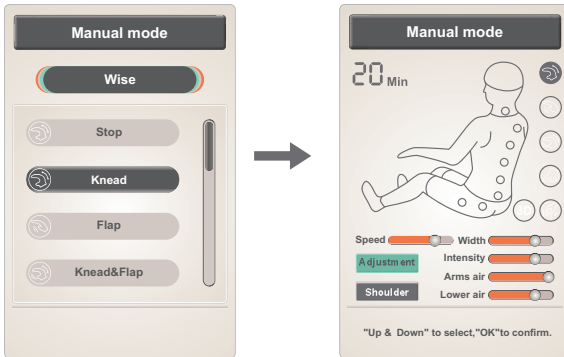 Manual mode
Wise
Stop
Knead
Flap
Knead&Flap
Manual mode
20 Min
Speed
Width
Adjustment
Intensity
Arms air
Shoulder
Lower air
"Up & Down" to select,"OK"to confirm.